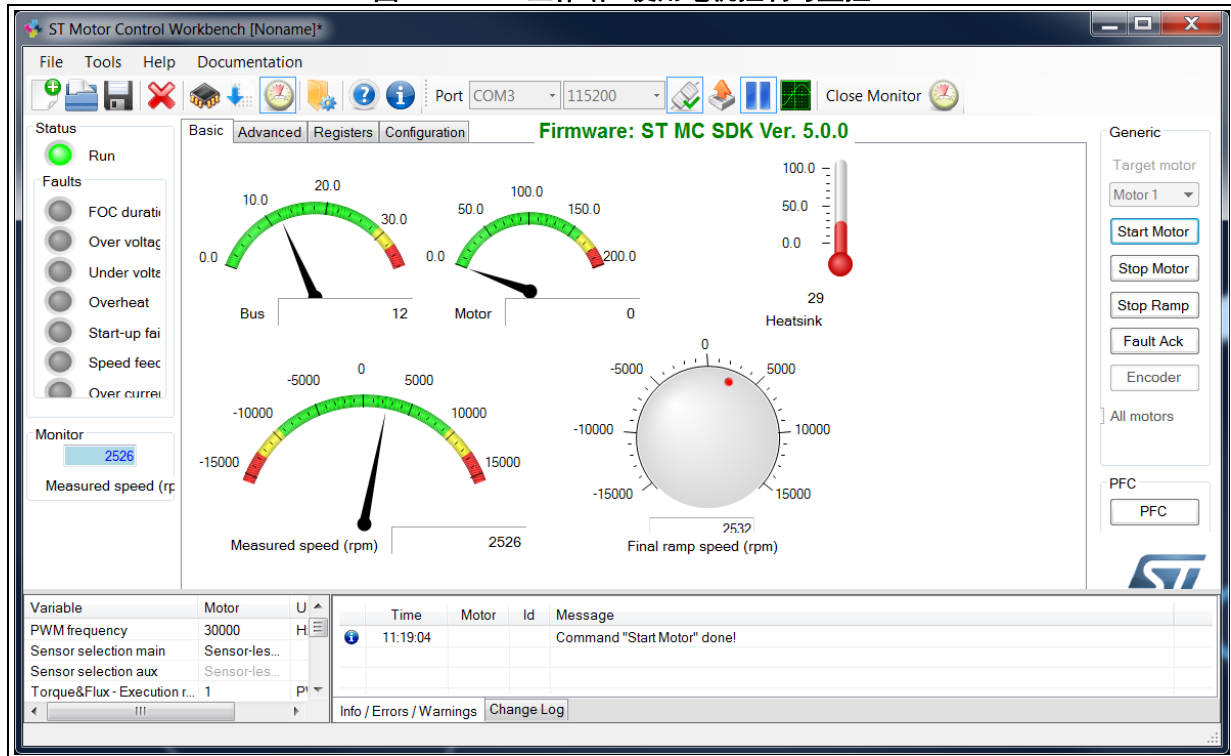 ST Motor Control Workbench [Noname]*
File Tools Help Documentation
Port COM3 115200 Close Monitor
Status
Run
Faults
FOC durati
Over voltag
Under volte
Overheat
Start-up fai
Speed feec
Over curre
Monitor
2526
Measured speed (rp
Basic Advanced Registers Configuration
Firmware: ST MC SDK Ver. 5.0.0
0.0 10.0 20.0 30.0
Bus 12
0.0 50.0 100.0 150.0 200.0
Motor 0
100.0
50.0
0.0
29
Heatsink
-15000 -10000 -5000 0 5000 10000 15000
Measured speed (rpm) 2526
-15000 -10000 -5000 0 5000 10000 15000
2532
Final ramp speed (rpm)
Generic
Target motor
Motor 1
Start Motor
Stop Motor
Stop Ramp
Fault Ack
Encoder
All motors
PFC
PFC
ST
Variable Motor U
PWM frequency 30000 H
Sensor selection main Sensor-les...
Sensor selection aux Sensor-les...
Torque&Flux - Execution r... 1 P
Time Motor Id Message
11:19:04 Command "Start Motor" done!
Info / Errors / Warnings Change Log